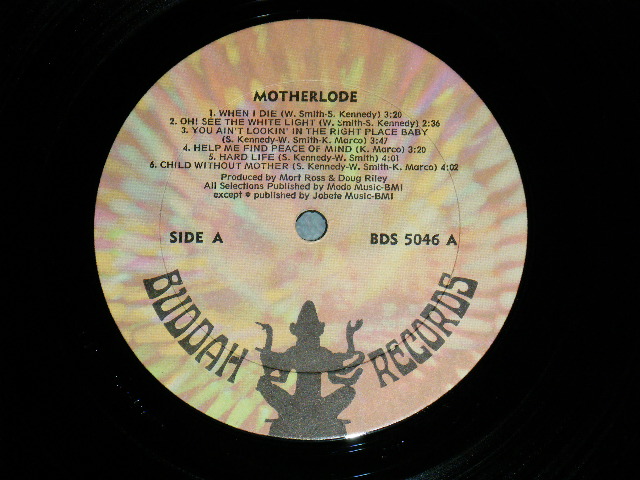 MOTHERLODE
1. WHEN I DIE (W. Smith-S. Kennedy) 3:20
2. OH! SEE THE WHITE LIGHT (W. Smith-S. Kennedy) 2:36
3. YOU AIN'T LOOKIN' IN THE RIGHT PLACE BABY
(S. Kennedy-W. Smith-K. Marco) 3:47
4. HELP ME FIND PEACE OF MIND (K. Marco) 3:20
5. HARD LIFE (S. Kennedy-W. Smith) 4:01
6. CHILD WITHOUT MOTHER (S. Kennedy-W. Smith-K. Marco) 4:02
Produced by Mort Ross & Doug Riley
All Selections Published by Modo Music-BMI
except * published by Jobete Music-BMI
SIDE A
BDS 5046 A
BUDDAH RECORDS